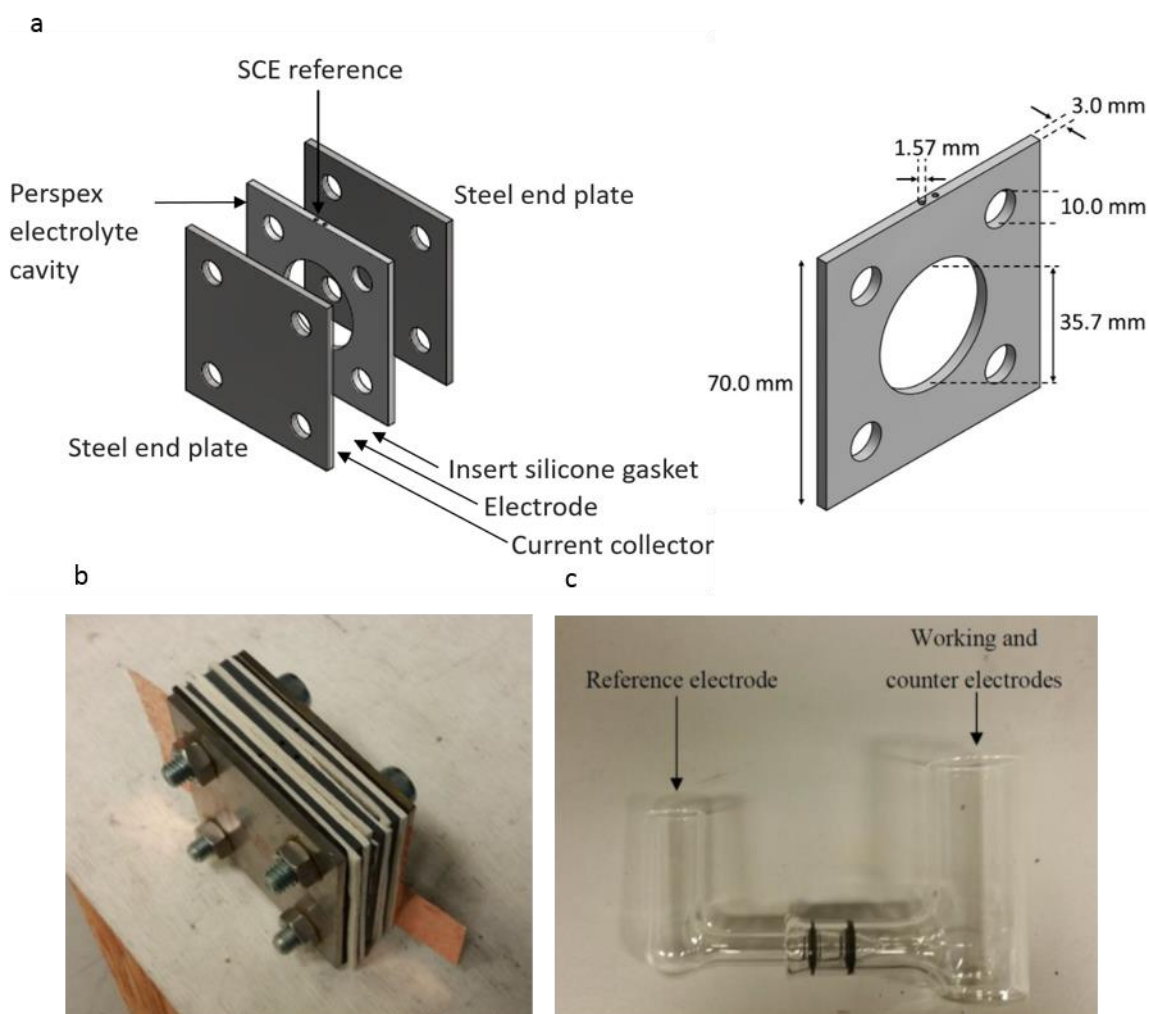 a
SCE reference
Perspex
electrolyte
cavity
Steel end plate
Steel end plate
Insert silicone gasket
Electrode
Current collector
3.0 mm
1.57 mm
10.0 mm
35.7 mm
70.0 mm
b
c
Working and
Reference electrode
counter electrodes